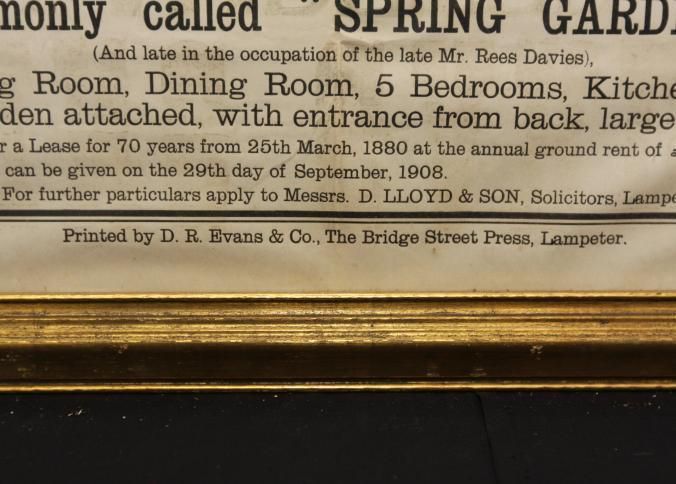 monly called "SPRING GARD
(And late in the occupation of the late Mr. Rees Davies),
g Room, Dining Room, 5 Bedrooms, Kitche
den attached, with entrance from back, large
r a Lease for 70 years from 25th March, 1880 at the annual ground rent of
can be given on the 29th day of September, 1908.
For further particulars apply to Messrs. D. LLOYD & SON, Solicitors, Lampe
Printed by D. R. Evans & Co., The Bridge Street Press, Lampeter.